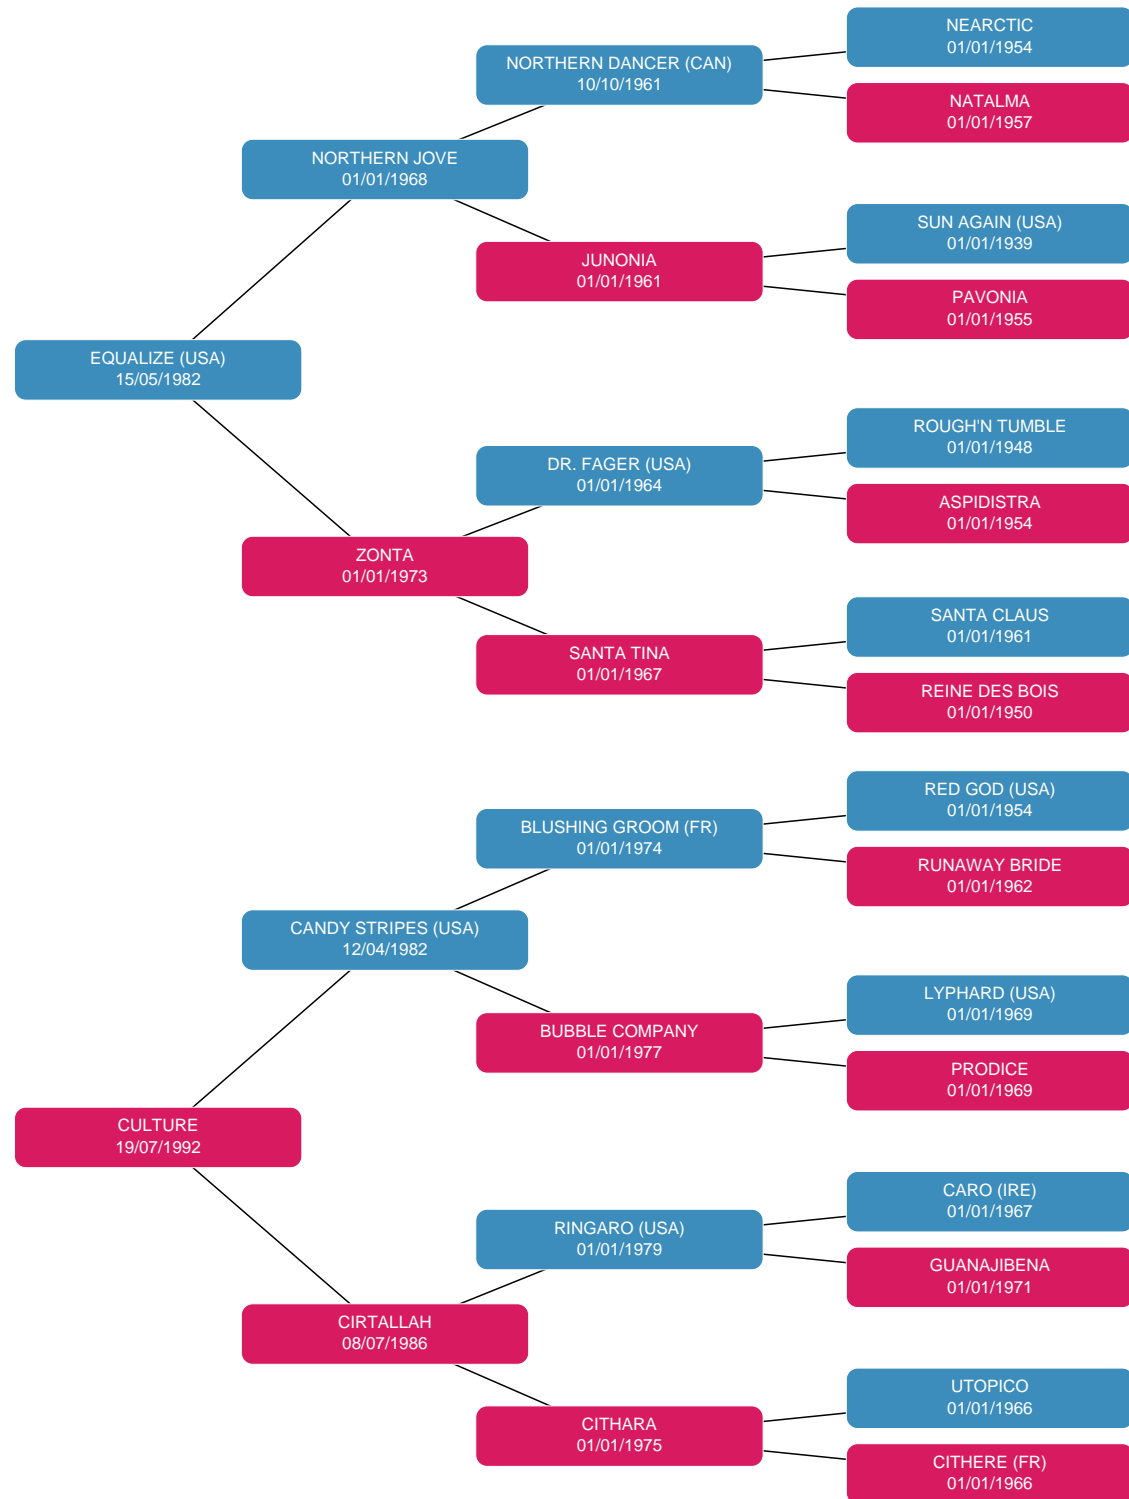 NEARCTIC
01/01/1954
NORTHERN DANCER (CAN)
10/10/1961
NATALMA
01/01/1957
NORTHERN JOVE
01/01/1968
SUN AGAIN (USA)
01/01/1939
JUNONIA
01/01/1961
PAVONIA
01/01/1955
EQUALIZE (USA)
15/05/1982
ROUGH'N TUMBLE
01/01/1948
DR. FAGER (USA)
01/01/1964
ASPIDISTRA
01/01/1954
ZONTA
01/01/1973
SANTA CLAUS
01/01/1961
SANTA TINA
01/01/1967
REINE DES BOIS
01/01/1950
RED GOD (USA)
01/01/1954
BLUSHING GROOM (FR)
01/01/1974
RUNAWAY BRIDE
01/01/1962
CANDY STRIPES (USA)
12/04/1982
LYPHARD (USA)
01/01/1969
BUBBLE COMPANY
01/01/1977
PRODICE
01/01/1969
CULTURE
19/07/1992
CARO (IRE)
01/01/1967
RINGARO (USA)
01/01/1979
GUANAJIBENA
01/01/1971
CIRTALLAH
08/07/1986
UTOPICO
01/01/1966
CITHARA
01/01/1975
CITHERE (FR)
01/01/1966